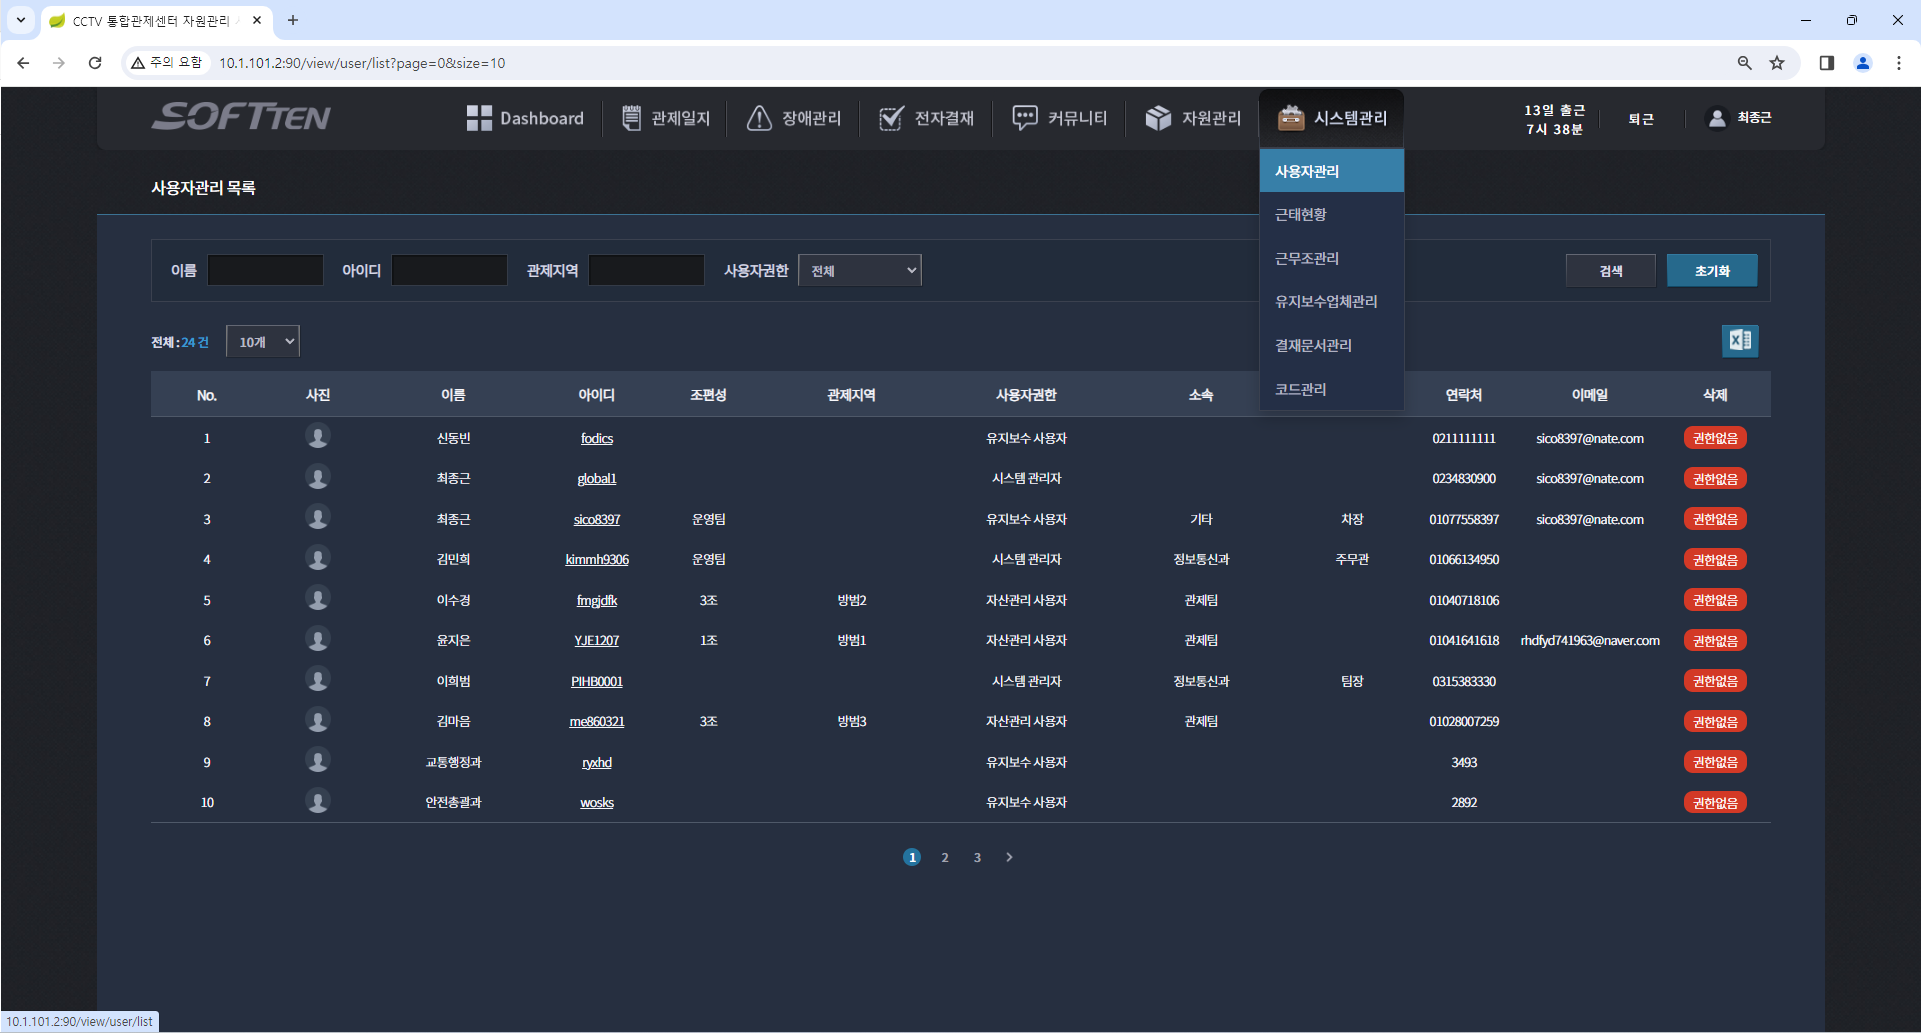 CCTV 통합관제센터 자원관리
주의 요함
10.1.101.2:90/view/user/list?page=0&size=10
SOFTTEN
Dashboard
관제일지
장애관리
전자결재
커뮤니티
자원관리
시스템관리
13일 출근
7시 38분
퇴근
최종근
사용자관리
근태현황
근무조관리
유지보수업체관리
결재문서관리
코드관리
사용자관리 목록
이름
아이디
관제지역
사용자권한 전체
검색
초기화
전체 : 24 건
10개
No. 사진 이름 아이디 조편성 관제지역 사용자권한 소속 연락처 이메일 삭제
1 신동빈 fodics 유지보수 사용자 0211111111 sico8397@nate.com 권한없음
2 최종근 global1 시스템 관리자 0234830900 sico8397@nate.com 권한없음
3 최종근 sico8397 운영팀 유지보수 사용자 기타 차장 01077558397 sico8397@nate.com 권한없음
4 김민희 kimmh9306 운영팀 시스템 관리자 정보통신과 주무관 01066134950 권한없음
5 이수경 fmgjdfk 3조 방범2 자산관리 사용자 관제팀 01040718106 권한없음
6 윤지은 YJE1207 1조 방범1 자산관리 사용자 관제팀 01041641618 rhdfyd741963@naver.com 권한없음
7 이희범 PIHB0001 시스템 관리자 정보통신과 팀장 0315383330 권한없음
8 김마음 me860321 3조 방범3 자산관리 사용자 관제팀 01028007259 권한없음
9 교통행정과 ryxhd 유지보수 사용자 3493 권한없음
10 안전총괄과 wosks 유지보수 사용자 2892 권한없음
1 2 3
10.1.101.2:90/view/user/list